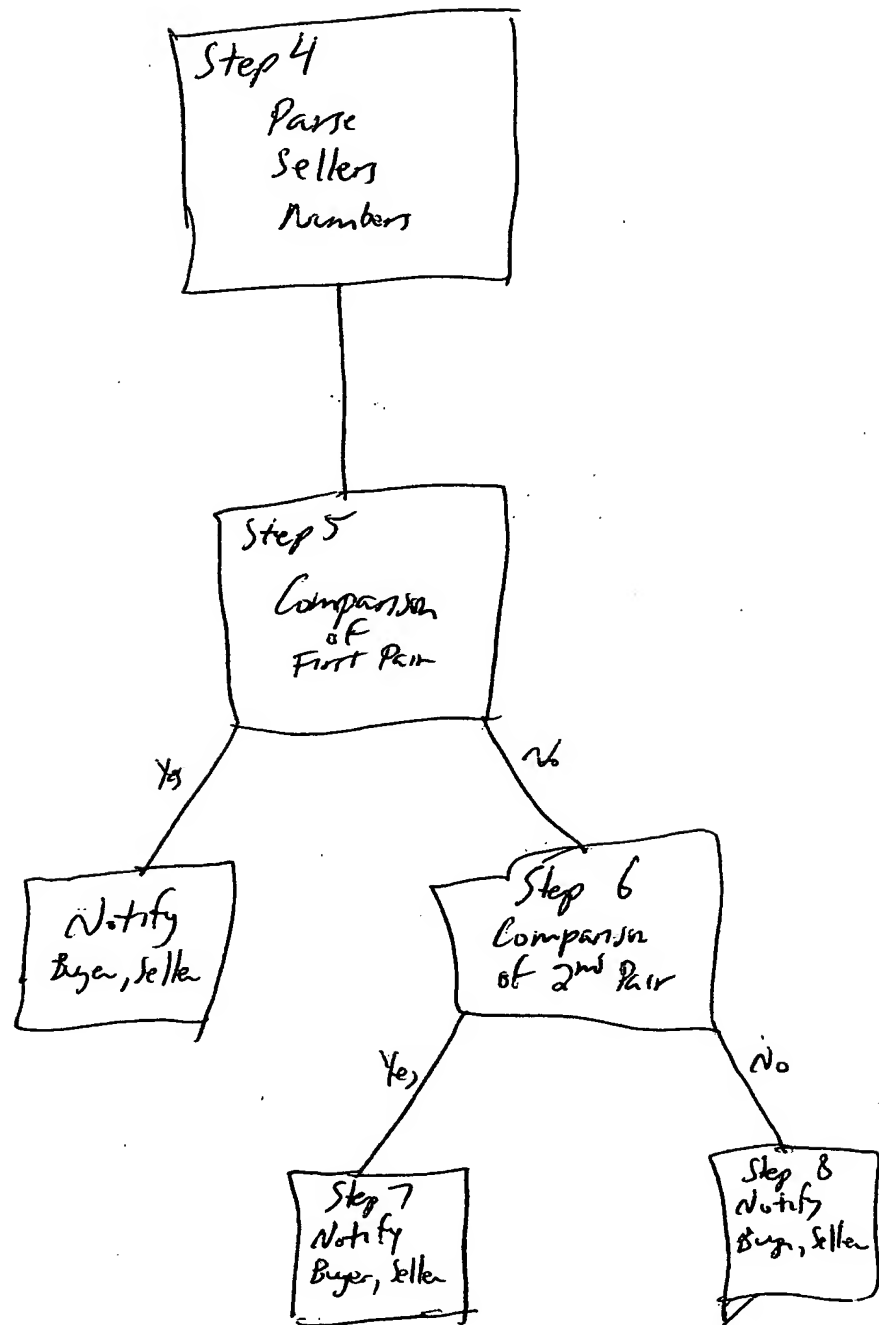 Step 4
Parse
Sellers
Numbers
Step 5
Comparison
of
First Pair
Yes
No
Notify
Buyer, Seller
Step 6
Comparison
of 2nd Pair
Yes
No
Step 7
Notify
Buyer, Seller
Step 8
Notify
Buyer, Seller